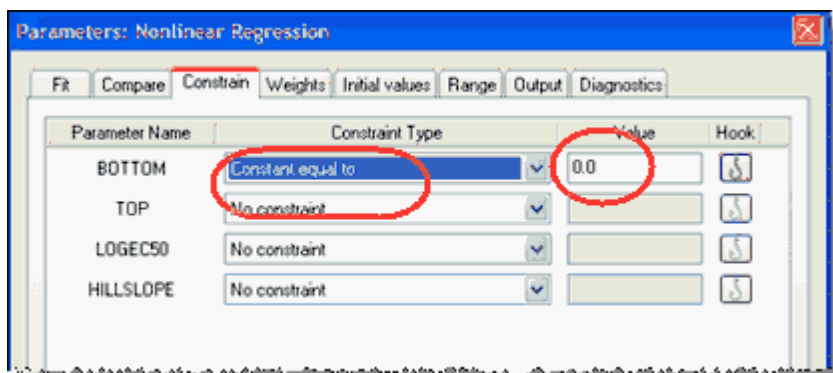 Parameters: Nonlinear Regression
Fit Compare Constrain Weights Initial values Range Output Diagnostics
Parameter Name Constraint Type Value Hook
BOTTOM Constant equal to 0.0
TOP No constraint
LOGEC50 No constraint
HILLSLOPE No constraint